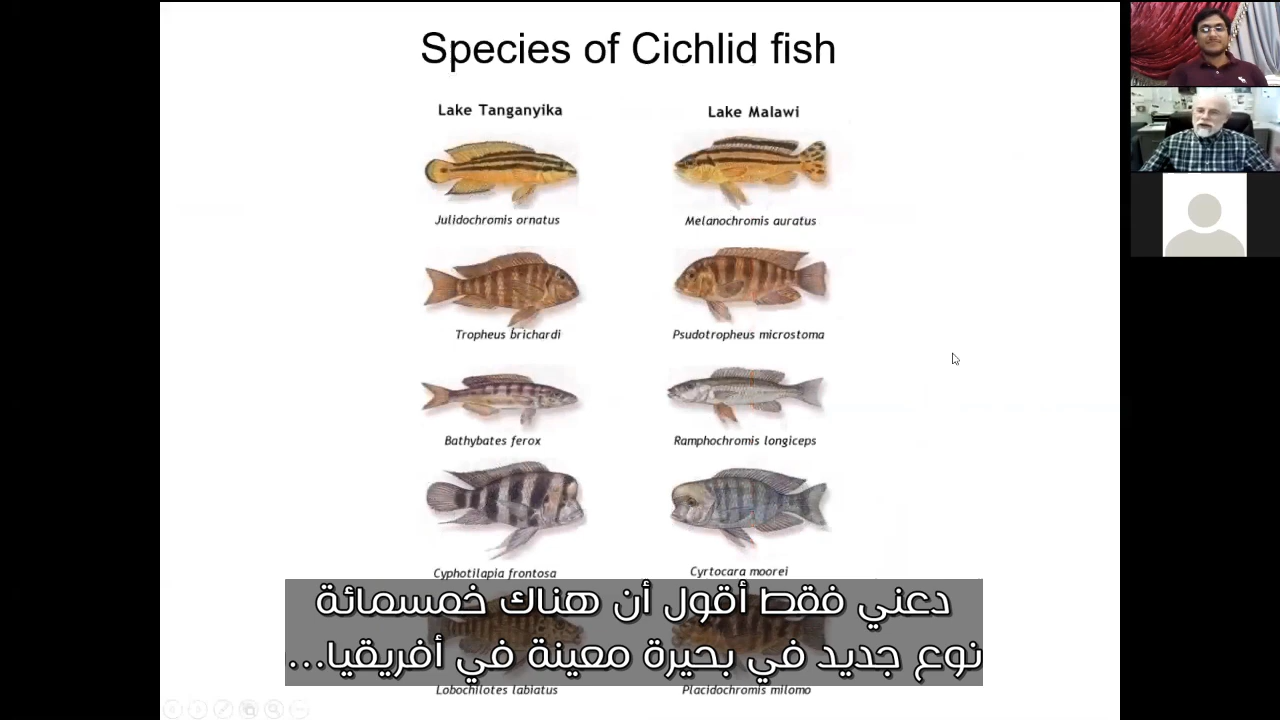 Species of Cichlid fish
Lake Tanganyika
Lake Malawi
Julidochromis ornatus
Melanochromis auratus
Tropheus brichardi
Psudotropheus microstoma
Bathybates ferox
Ramphochromis longiceps
Cyphotilapia frontosa
Cyrtocara moorei
دعني فقط أقول أن هناك خمسمائة
نوع جديد في بحيرة معينة في أفريقيا...
Lobochilotes labiatus
Placidochromis milomo